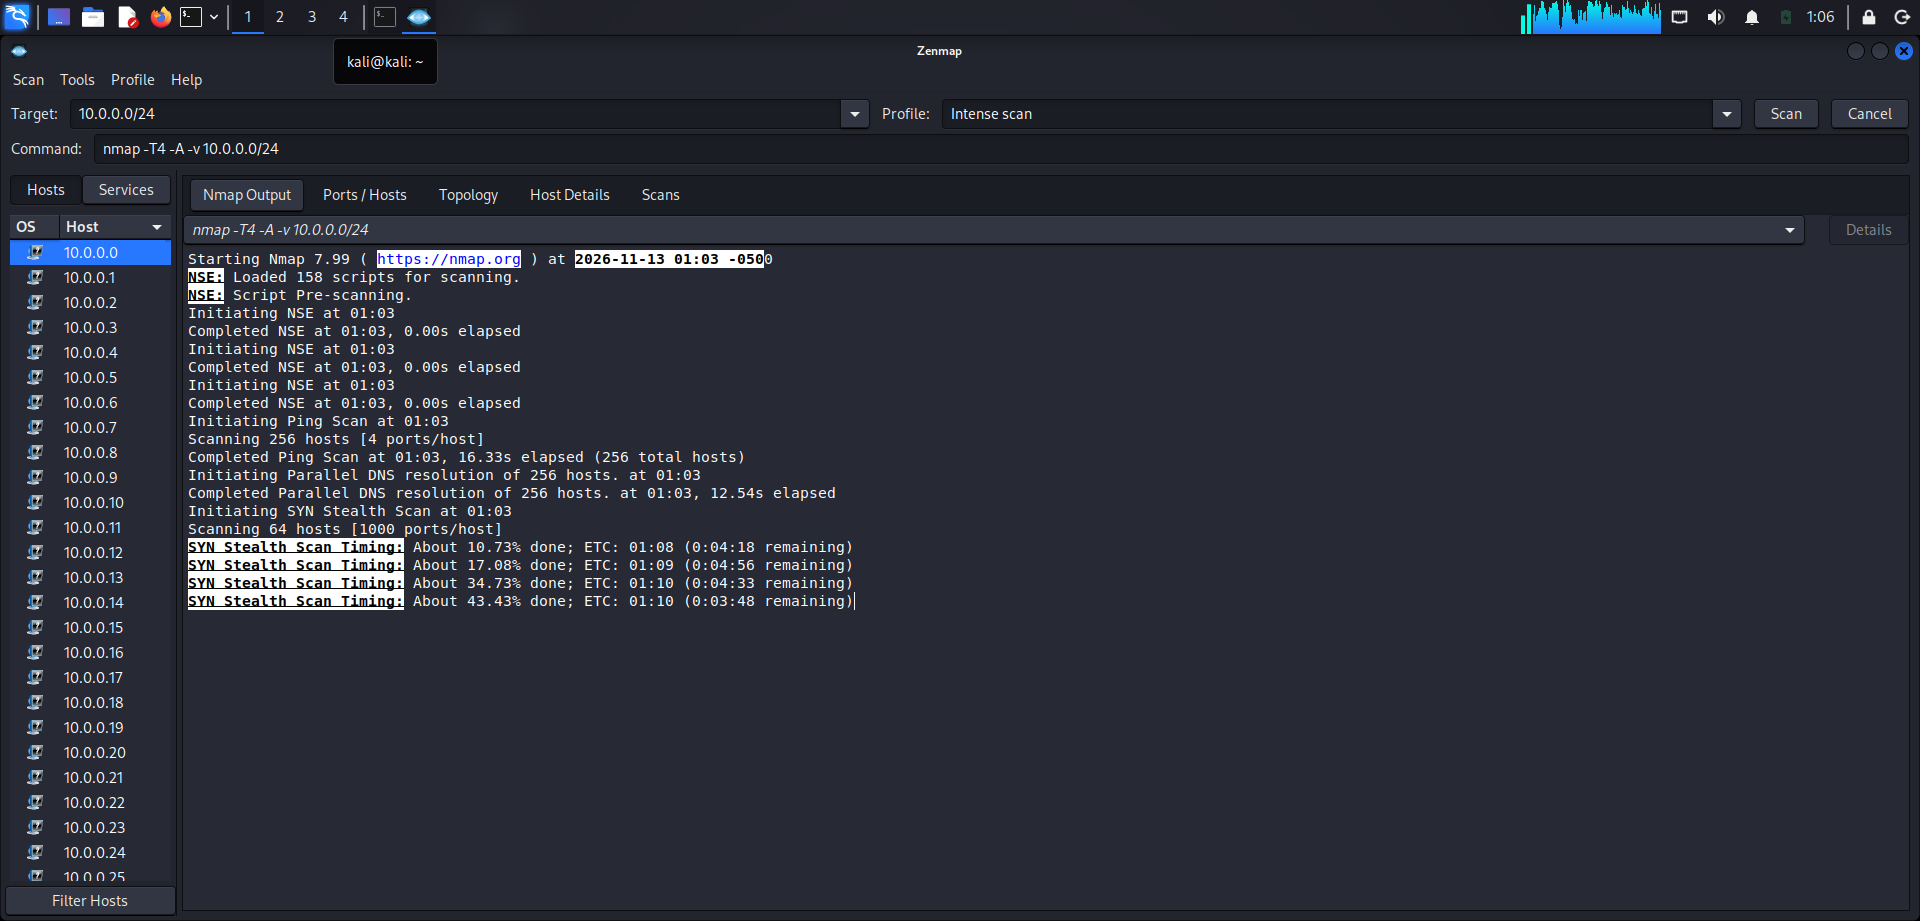 1 2 3 4 1:06
Zenmap
kali@kali: ~
Scan Tools Profile Help
Target: 10.0.0.0/24 Profile: Intense scan Scan Cancel
Command: nmap -T4 -A -v 10.0.0.0/24
Hosts Services
Nmap Output Ports / Hosts Topology Host Details Scans
OS Host
nmap -T4 -A -v 10.0.0.0/24 Details
10.0.0.0
10.0.0.1
10.0.0.2
10.0.0.3
10.0.0.4
10.0.0.5
10.0.0.6
10.0.0.7
10.0.0.8
10.0.0.9
10.0.0.10
10.0.0.11
10.0.0.12
10.0.0.13
10.0.0.14
10.0.0.15
10.0.0.16
10.0.0.17
10.0.0.18
10.0.0.19
10.0.0.20
10.0.0.21
10.0.0.22
10.0.0.23
10.0.0.24
10.0.0.25
Filter Hosts
Starting Nmap 7.99 ( https://nmap.org ) at 2026-11-13 01:03 -0500
NSE: Loaded 158 scripts for scanning.
NSE: Script Pre-scanning.
Initiating NSE at 01:03
Completed NSE at 01:03, 0.00s elapsed
Initiating NSE at 01:03
Completed NSE at 01:03, 0.00s elapsed
Initiating NSE at 01:03
Completed NSE at 01:03, 0.00s elapsed
Initiating Ping Scan at 01:03
Scanning 256 hosts [4 ports/host]
Completed Ping Scan at 01:03, 16.33s elapsed (256 total hosts)
Initiating Parallel DNS resolution of 256 hosts. at 01:03
Completed Parallel DNS resolution of 256 hosts. at 01:03, 12.54s elapsed
Initiating SYN Stealth Scan at 01:03
Scanning 64 hosts [1000 ports/host]
SYN Stealth Scan Timing: About 10.73% done; ETC: 01:08 (0:04:18 remaining)
SYN Stealth Scan Timing: About 17.08% done; ETC: 01:09 (0:04:56 remaining)
SYN Stealth Scan Timing: About 34.73% done; ETC: 01:10 (0:04:33 remaining)
SYN Stealth Scan Timing: About 43.43% done; ETC: 01:10 (0:03:48 remaining)